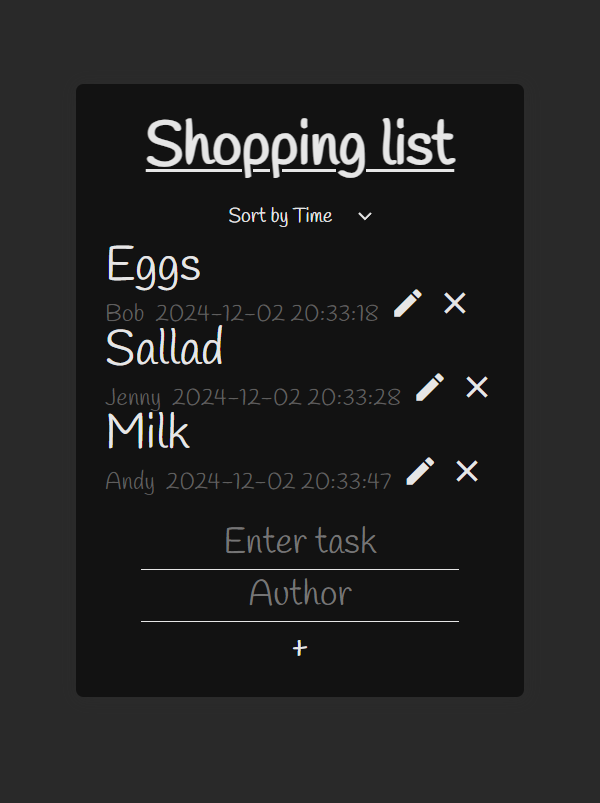 Shopping list
Sort by Time
Eggs
Bob 2024-12-02 20:33:18
Sallad
Jenny 2024-12-02 20:33:28
Milk
Andy 2024-12-02 20:33:47
Enter task
Author
+